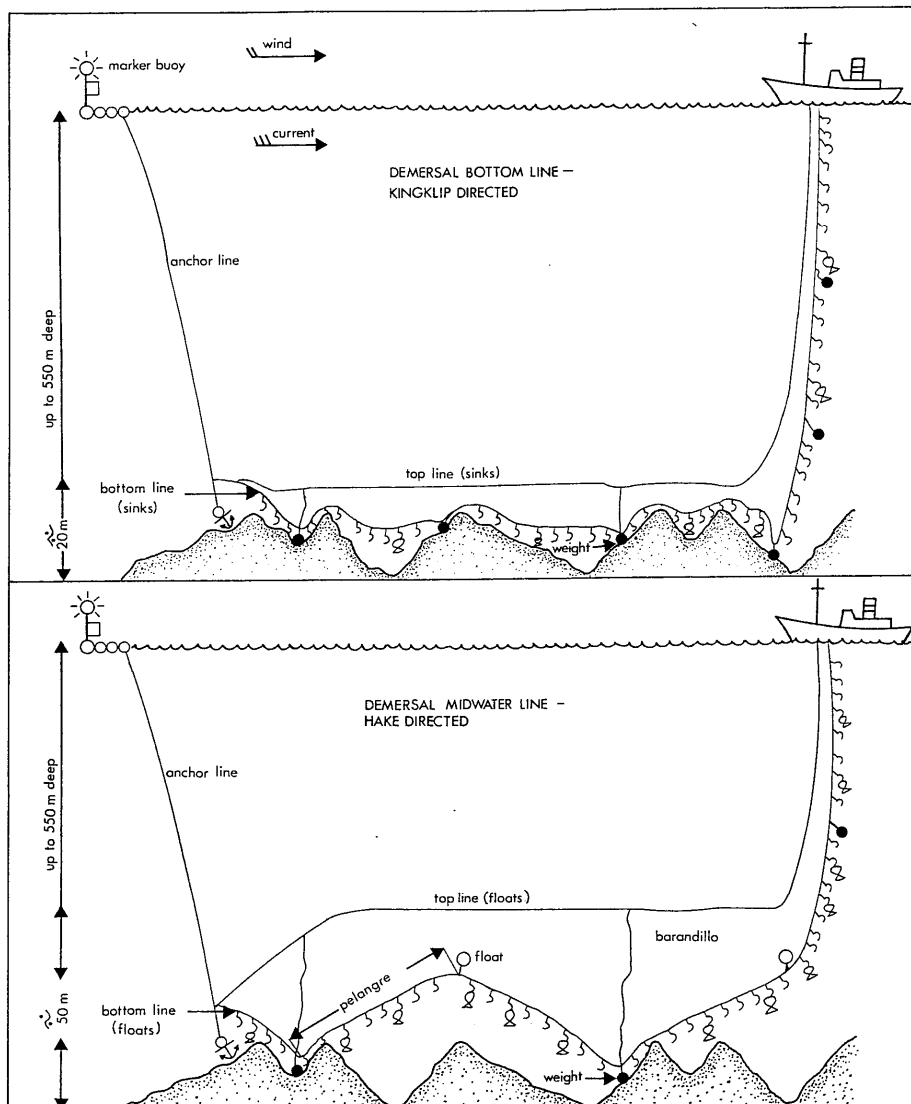 wind
marker buoy
current
DEMERSAL BOTTOM LINE –
KINGKLIP DIRECTED
anchor line
up to 550 m deep
top line (sinks)
bottom line
(sinks)
weight
20 m
DEMERSAL MIDWATER LINE –
HAKE DIRECTED
anchor line
up to 550 m deep
top line (floats)
barandillo
float
pelangre
bottom line
(floats)
50 m
weight